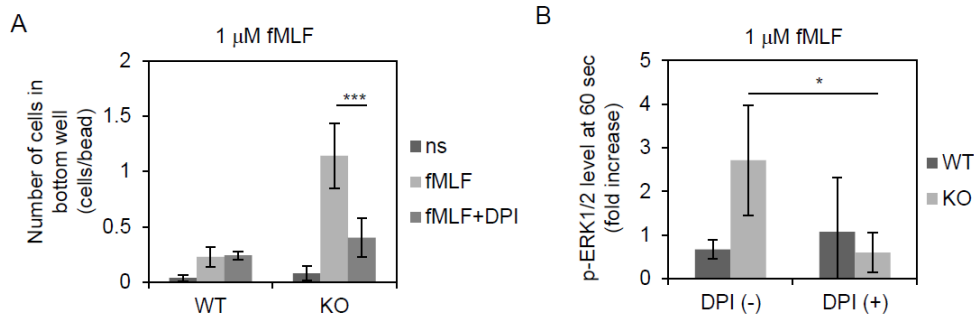 A
1 μM fMLF
Number of cells in
bottom well
(cells/bead)
2
1.5
1
0.5
0
***
WT
KO
ns
fMLF
fMLF+DPI
B
1 μM fMLF
p-ERK1/2 level at 60 sec
(fold increase)
5
4
3
2
1
0
*
DPI (-)
DPI (+)
WT
KO